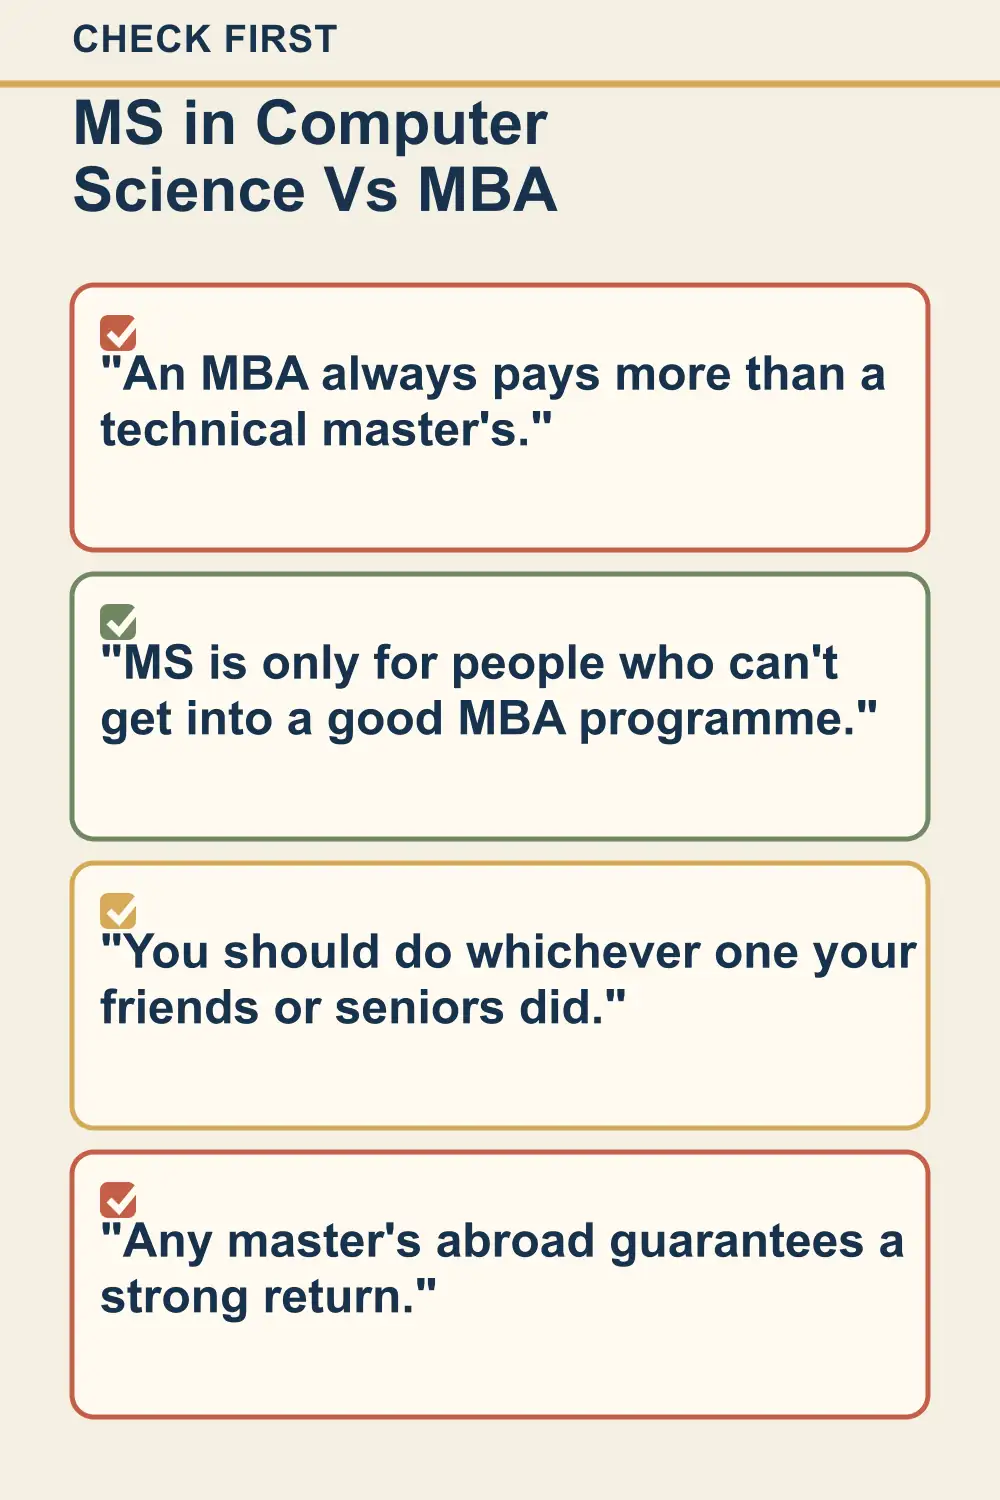 CHECK FIRST
MS in Computer
Science Vs MBA
"An MBA always pays more than a
technical master's."
"MS is only for people who can't
get into a good MBA programme."
"You should do whichever one your
friends or seniors did."
"Any master's abroad guarantees a
strong return."